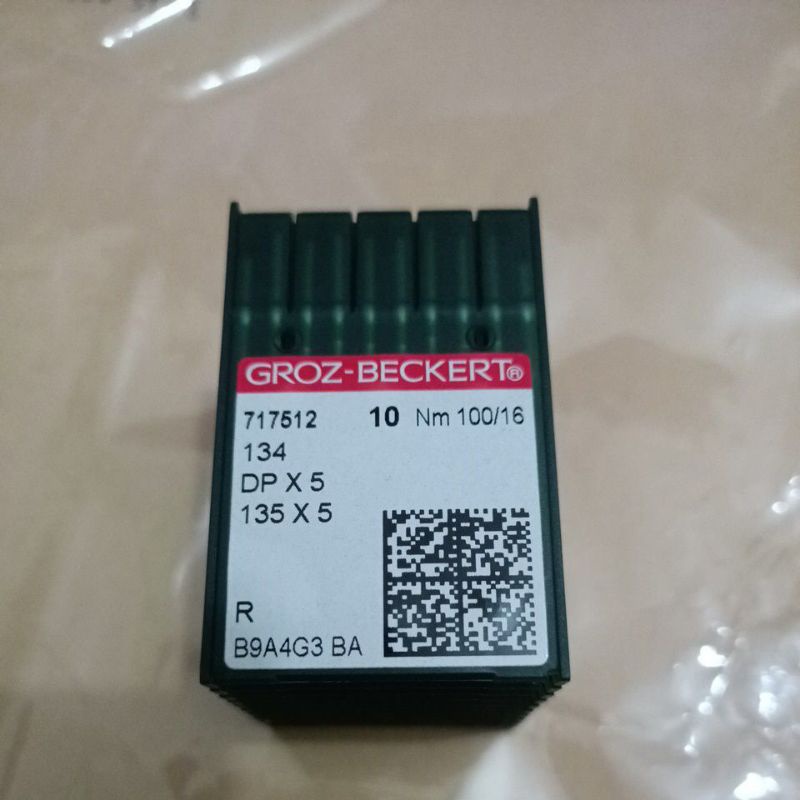 GROZ-BECKERT®
717512 10 Nm 100/16
134
DP X 5
135 X 5
R
B9A4G3 BA